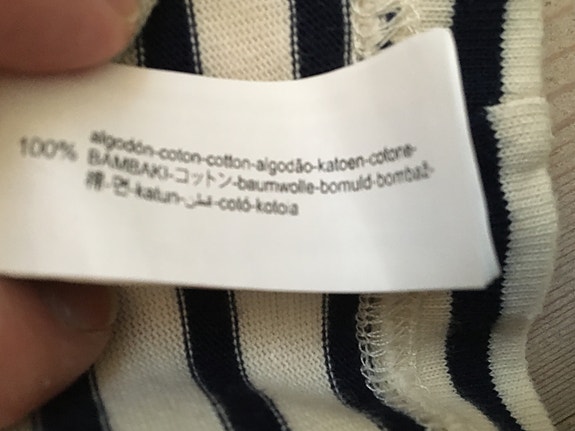 100% algodón-coton-cotton-algodão-katoen-cotone-
BAMBAKI-コットン-baumwolle-bomuld-bombaž-
棉-면-katun-قطن-cotó-kotoia